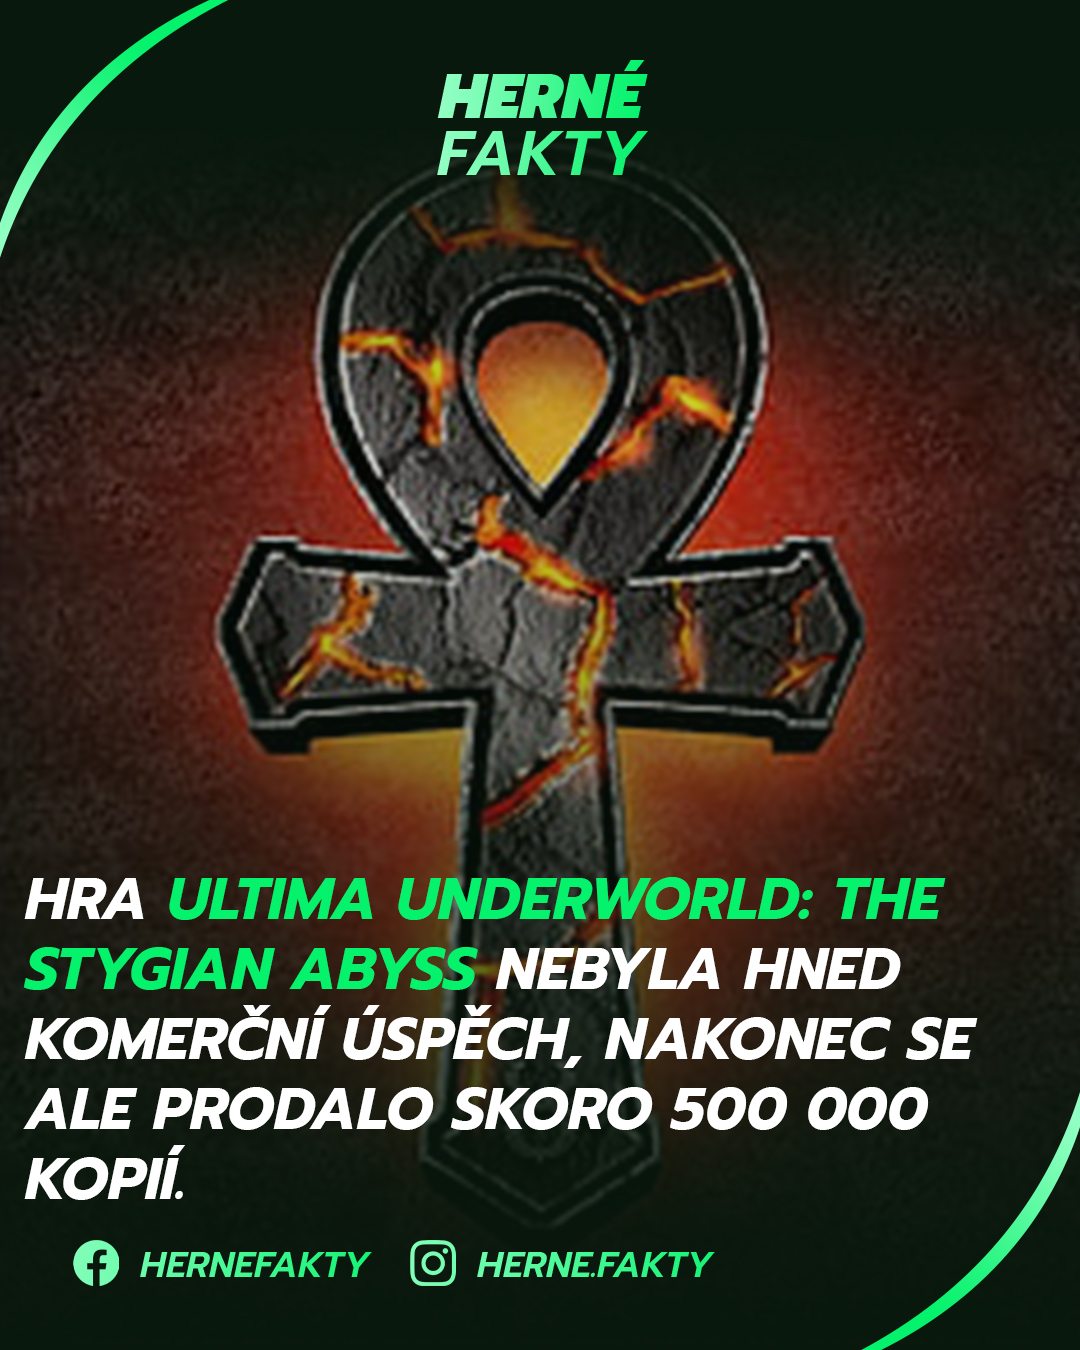 HERNÉ
FAKTY
HRA ULTIMA UNDERWORLD: THE
STYGIAN ABYSS NEBYLA HNED
KOMERČNÍ ÚSPĚCH, NAKONEC SE
ALE PRODALO SKORO 500 000
KOPIÍ.
HERNEFAKTY HERNE.FAKTY